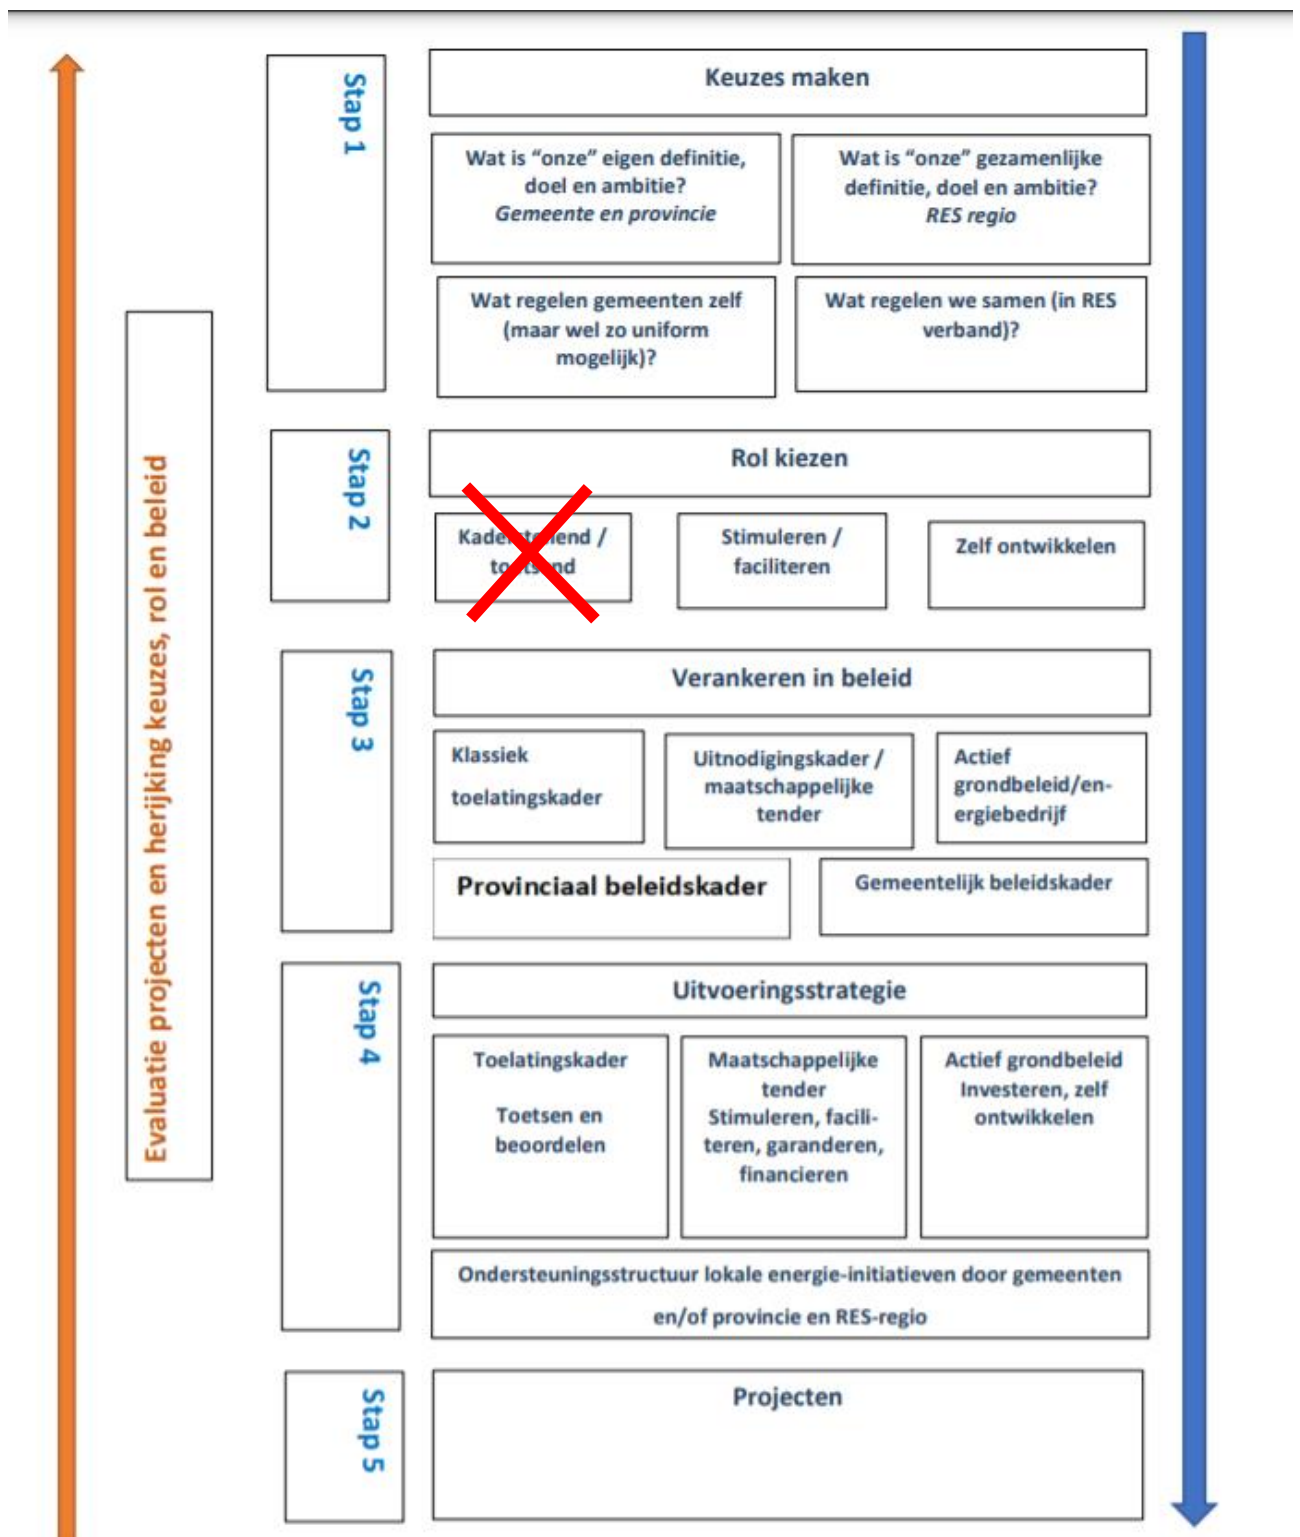 Evaluatie projecten en herijking keuzes, rol en beleid
Stap 1
Keuzes maken
Wat is “onze” eigen definitie,
doel en ambitie?
Gemeente en provincie
Wat is “onze” gezamenlijke
definitie, doel en ambitie?
RES regio
Wat regelen gemeenten zelf
(maar wel zo uniform
mogelijk)?
Wat regelen we samen (in RES
verband)?
Stap 2
Rol kiezen
Kaderstellend /
toetsend
Stimuleren /
faciliteren
Zelf ontwikkelen
Stap 3
Verankeren in beleid
Klassiek
toelatingskader
Uitnodigingskader /
maatschappelijke
tender
Actief
grondbeleid/en-
ergiebedrijf
Provinciaal beleidskader
Gemeentelijk beleidskader
Stap 4
Uitvoeringsstrategie
Toelatingskader
Toetsen en
beoordelen
Maatschappelijke
tender
Stimuleren, facili-
teren, garanderen,
financieren
Actief grondbeleid
Investeren, zelf
ontwikkelen
Ondersteuningsstructuur lokale energie-initiatieven door gemeenten
en/of provincie en RES-regio
Stap 5
Projecten